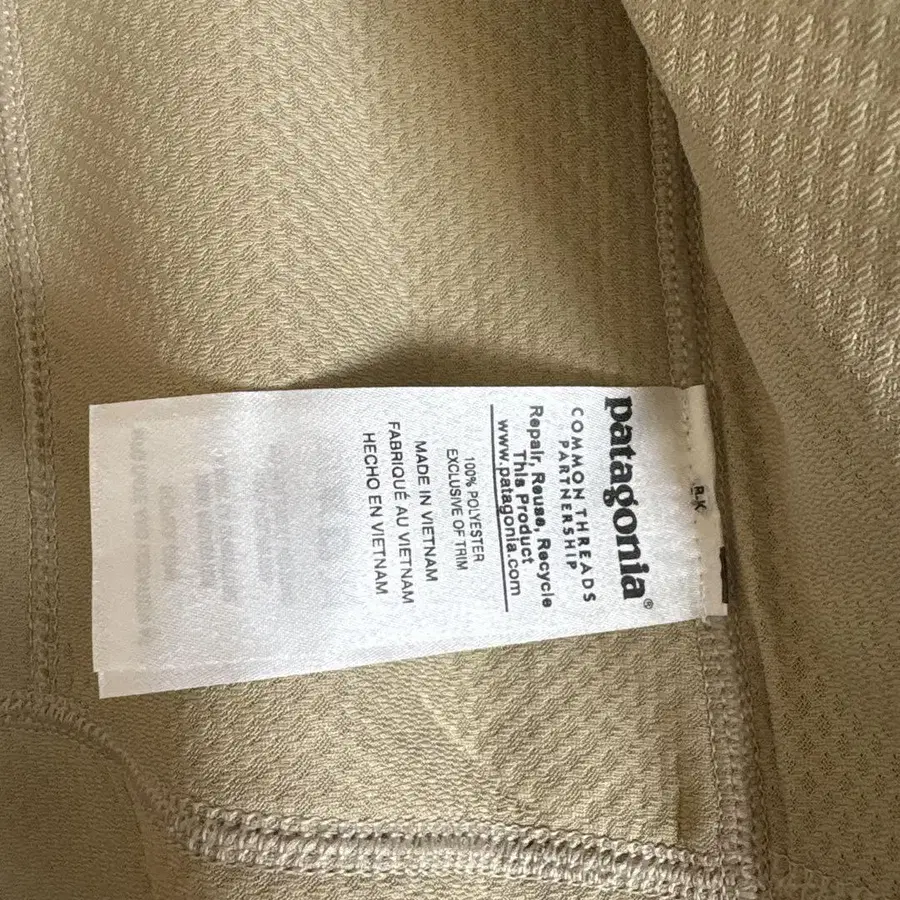 patagonia®
COMMON THREADS
PARTNERSHIP
Repair, Reuse, Recycle
This Product
www.patagonia.com
100% POLYESTER
EXCLUSIVE OF TRIM
MADE IN VIETNAM
FABRIQUÉ AU VIETNAM
HECHO EN VIETNAM
R.K.